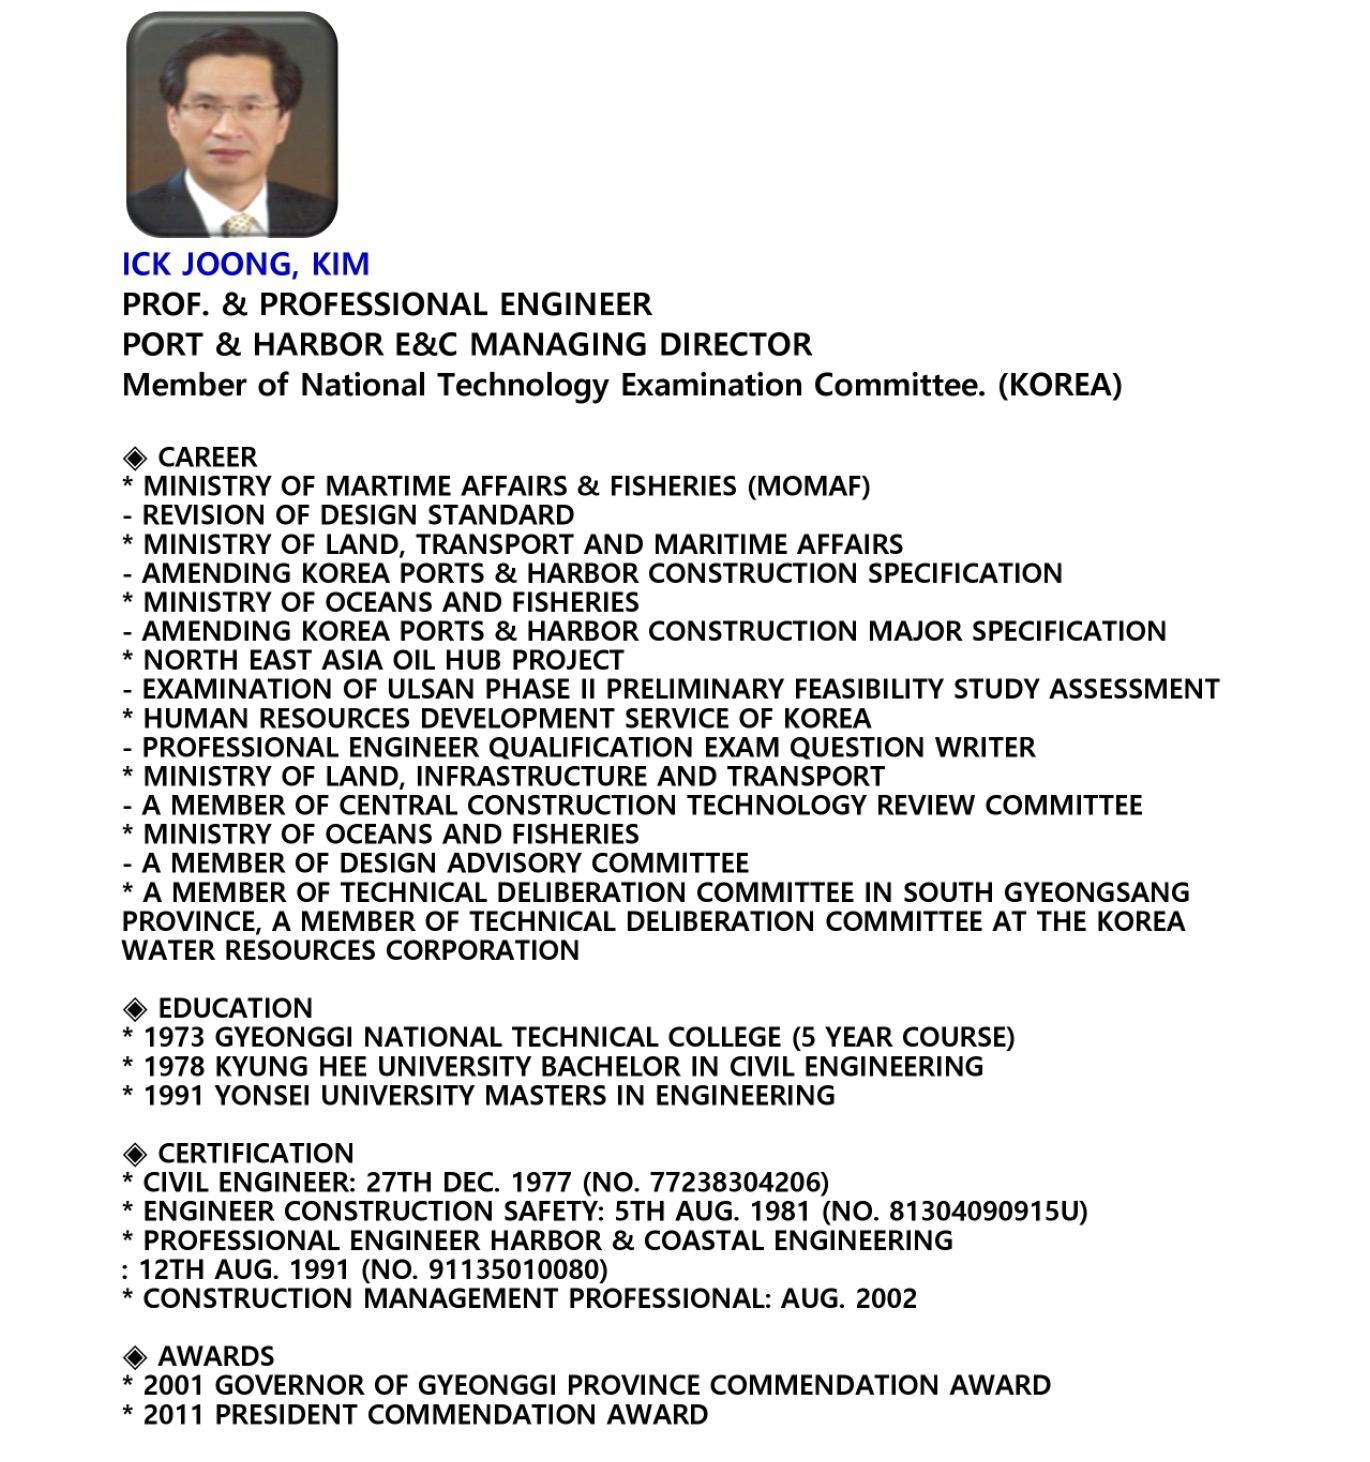 ICK JOONG, KIM
PROF. & PROFESSIONAL ENGINEER
PORT & HARBOR E&C MANAGING DIRECTOR
Member of National Technology Examination Committee. (KOREA)
◈ CAREER
* MINISTRY OF MARTIME AFFAIRS & FISHERIES (MOMAF)
- REVISION OF DESIGN STANDARD
* MINISTRY OF LAND, TRANSPORT AND MARITIME AFFAIRS
- AMENDING KOREA PORTS & HARBOR CONSTRUCTION SPECIFICATION
* MINISTRY OF OCEANS AND FISHERIES
- AMENDING KOREA PORTS & HARBOR CONSTRUCTION MAJOR SPECIFICATION
* NORTH EAST ASIA OIL HUB PROJECT
- EXAMINATION OF ULSAN PHASE II PRELIMINARY FEASIBILITY STUDY ASSESSMENT
* HUMAN RESOURCES DEVELOPMENT SERVICE OF KOREA
- PROFESSIONAL ENGINEER QUALIFICATION EXAM QUESTION WRITER
* MINISTRY OF LAND, INFRASTRUCTURE AND TRANSPORT
- A MEMBER OF CENTRAL CONSTRUCTION TECHNOLOGY REVIEW COMMITTEE
* MINISTRY OF OCEANS AND FISHERIES
- A MEMBER OF DESIGN ADVISORY COMMITTEE
* A MEMBER OF TECHNICAL DELIBERATION COMMITTEE IN SOUTH GYEONGSANG
PROVINCE, A MEMBER OF TECHNICAL DELIBERATION COMMITTEE AT THE KOREA
WATER RESOURCES CORPORATION
◈ EDUCATION
* 1973 GYEONGGI NATIONAL TECHNICAL COLLEGE (5 YEAR COURSE)
* 1978 KYUNG HEE UNIVERSITY BACHELOR IN CIVIL ENGINEERING
* 1991 YONSEI UNIVERSITY MASTERS IN ENGINEERING
◈ CERTIFICATION
* CIVIL ENGINEER: 27TH DEC. 1977 (NO. 77238304206)
* ENGINEER CONSTRUCTION SAFETY: 5TH AUG. 1981 (NO. 81304090915U)
* PROFESSIONAL ENGINEER HARBOR & COASTAL ENGINEERING
: 12TH AUG. 1991 (NO. 91135010080)
* CONSTRUCTION MANAGEMENT PROFESSIONAL: AUG. 2002
◈ AWARDS
* 2001 GOVERNOR OF GYEONGGI PROVINCE COMMENDATION AWARD
* 2011 PRESIDENT COMMENDATION AWARD